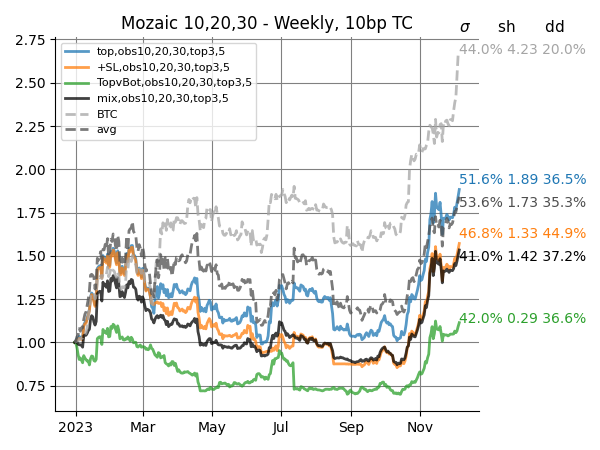 Mozaic 10,20,30 - Weekly, 10bp TC
σ sh dd
top,obs10,20,30,top3,5
+SL,obs10,20,30,top3,5
TopvBot,obs10,20,30,top3,5
mix,obs10,20,30,top3,5
BTC
avg
44.0% 4.23 20.0%
51.6% 1.89 36.5%
53.6% 1.73 35.3%
46.8% 1.33 44.9%
41.0% 1.42 37.2%
42.0% 0.29 36.6%
2.75
2.50
2.25
2.00
1.75
1.50
1.25
1.00
0.75
2023 Mar May Jul Sep Nov